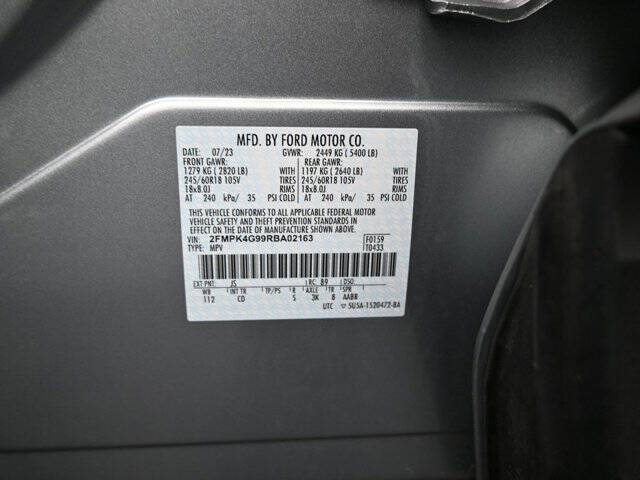 MFD. BY FORD MOTOR CO.
DATE: 07/23 GVWR: 2449 KG ( 5400 LB)
FRONT GAWR: REAR GAWR:
1279 KG ( 2820 LB) WITH 1197 KG ( 2640 LB) WITH
245/60R18 105V TIRES 245/60R18 105V TIRES
18x8.0J RIMS 18x8.0J RIMS
AT 240 kPa/ 35 PSI COLD AT 240 kPa/ 35 PSI COLD
THIS VEHICLE CONFORMS TO ALL APPLICABLE FEDERAL MOTOR
VEHICLE SAFETY AND THEFT PREVENTION STANDARDS IN
EFFECT ON THE DATE OF MANUFACTURE SHOWN ABOVE.
VIN: 2FMPK4G99RBA02163 F0159
TYPE: MPV T0433
EXT PNT: JS RC: 89 DSO:
WB INT TR TP/PS R AXLE TR SPR
112 CD 5 3K 8 AABR
UTC ▽ 5U5A-1520472-BA